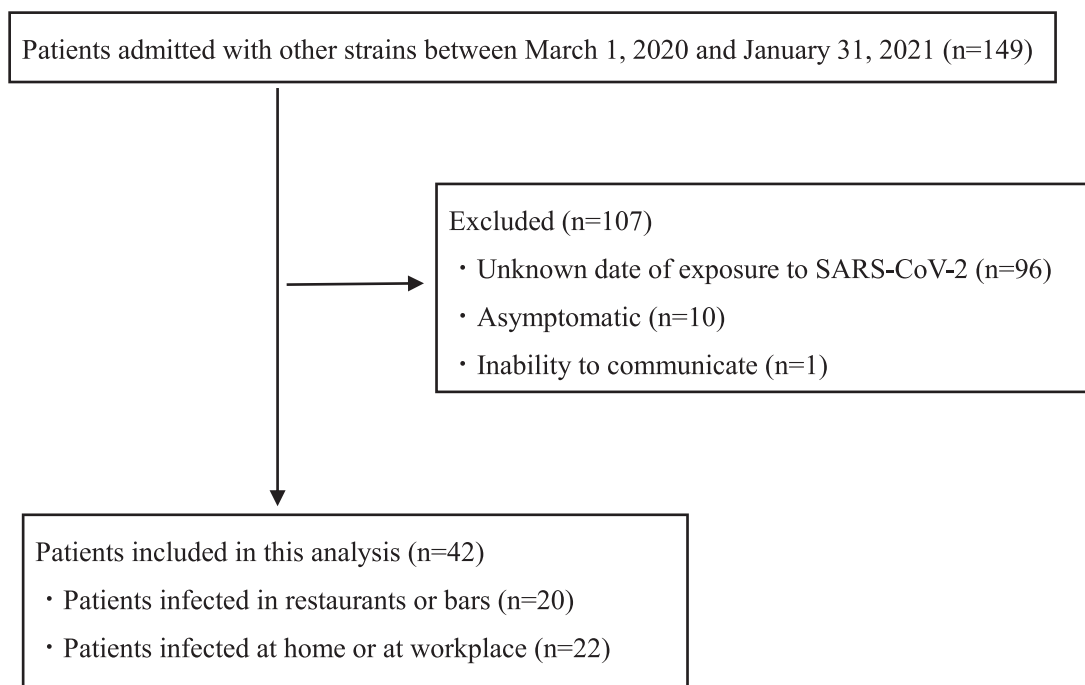 Patients admitted with other strains between March 1, 2020 and January 31, 2021 (n=149)
Excluded (n=107)
・Unknown date of exposure to SARS-CoV-2 (n=96)
・Asymptomatic (n=10)
・Inability to communicate (n=1)
Patients included in this analysis (n=42)
・Patients infected in restaurants or bars (n=20)
・Patients infected at home or at workplace (n=22)